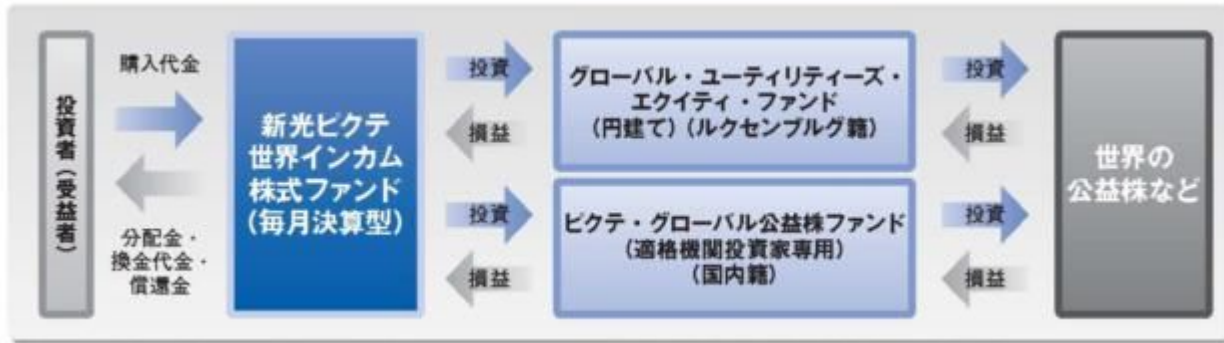 投資者(受益者)
購入代金
分配金・
換金代金・
償還金
新光ピクテ
世界インカム
株式ファンド
(毎月決算型)
投資
損益
投資
損益
グローバル・ユーティリティーズ・
エクイティ・ファンド
(円建て)(ルクセンブルグ籍)
ピクテ・グローバル公益株ファンド
(適格機関投資家専用)
(国内籍)
投資
損益
投資
損益
世界の
公益株など